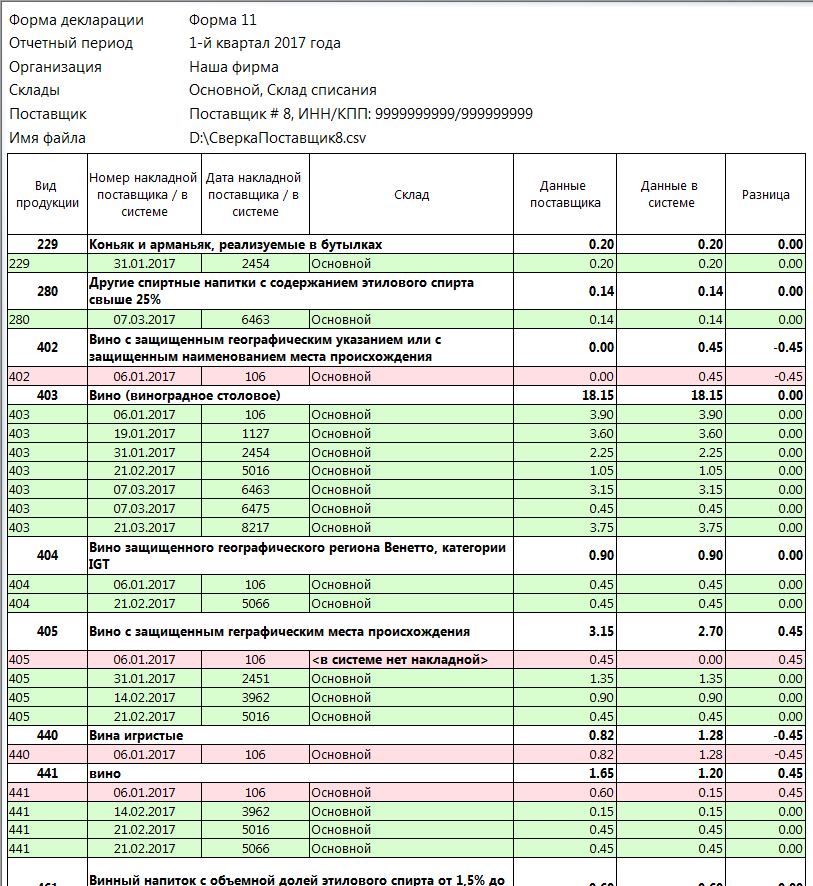 Форма декларации Форма 11
Отчетный период 1-й квартал 2017 года
Организация Наша фирма
Склады Основной, Склад списания
Поставщик Поставщик # 8, ИНН/КПП: 9999999999/999999999
Имя файла D:\СверкаПоставщик8.csv
Вид продукции Номер накладной поставщика / в системе Дата накладной поставщика / в системе Склад Данные поставщика Данные в системе Разница
229 Коньяк и арманьяк, реализуемые в бутылках 0.20 0.20 0.00
229 31.01.2017 2454 Основной 0.20 0.20 0.00
280 Другие спиртные напитки с содержанием этилового спирта свыше 25% 0.14 0.14 0.00
280 07.03.2017 6463 Основной 0.14 0.14 0.00
402 Вино с защищенным географическим указанием или с защищенным наименованием места происхождения 0.00 0.45 -0.45
402 06.01.2017 106 Основной 0.00 0.45 -0.45
403 Вино (виноградное столовое) 18.15 18.15 0.00
403 06.01.2017 106 Основной 3.90 3.90 0.00
403 19.01.2017 1127 Основной 3.60 3.60 0.00
403 31.01.2017 2454 Основной 2.25 2.25 0.00
403 21.02.2017 5016 Основной 1.05 1.05 0.00
403 07.03.2017 6463 Основной 3.15 3.15 0.00
403 07.03.2017 6475 Основной 0.45 0.45 0.00
403 21.03.2017 8217 Основной 3.75 3.75 0.00
404 Вино защищенного географического региона Венетто, категории IGT 0.90 0.90 0.00
404 06.01.2017 106 Основной 0.45 0.45 0.00
404 21.02.2017 5066 Основной 0.45 0.45 0.00
405 Вино с защищенным геграфическим места происхождения 3.15 2.70 0.45
405 06.01.2017 106 <в системе нет накладной> 0.45 0.00 0.45
405 31.01.2017 2451 Основной 1.35 1.35 0.00
405 14.02.2017 3962 Основной 0.90 0.90 0.00
405 21.02.2017 5016 Основной 0.45 0.45 0.00
440 Вина игристые 0.82 1.28 -0.45
440 06.01.2017 106 Основной 0.82 1.28 -0.45
441 вино 1.65 1.20 0.45
441 06.01.2017 106 Основной 0.60 0.15 0.45
441 14.02.2017 3962 Основной 0.15 0.15 0.00
441 21.02.2017 5016 Основной 0.45 0.45 0.00
441 21.02.2017 5066 Основной 0.45 0.45 0.00
Винный напиток с объемной долей этилового спирта от 1,5% до